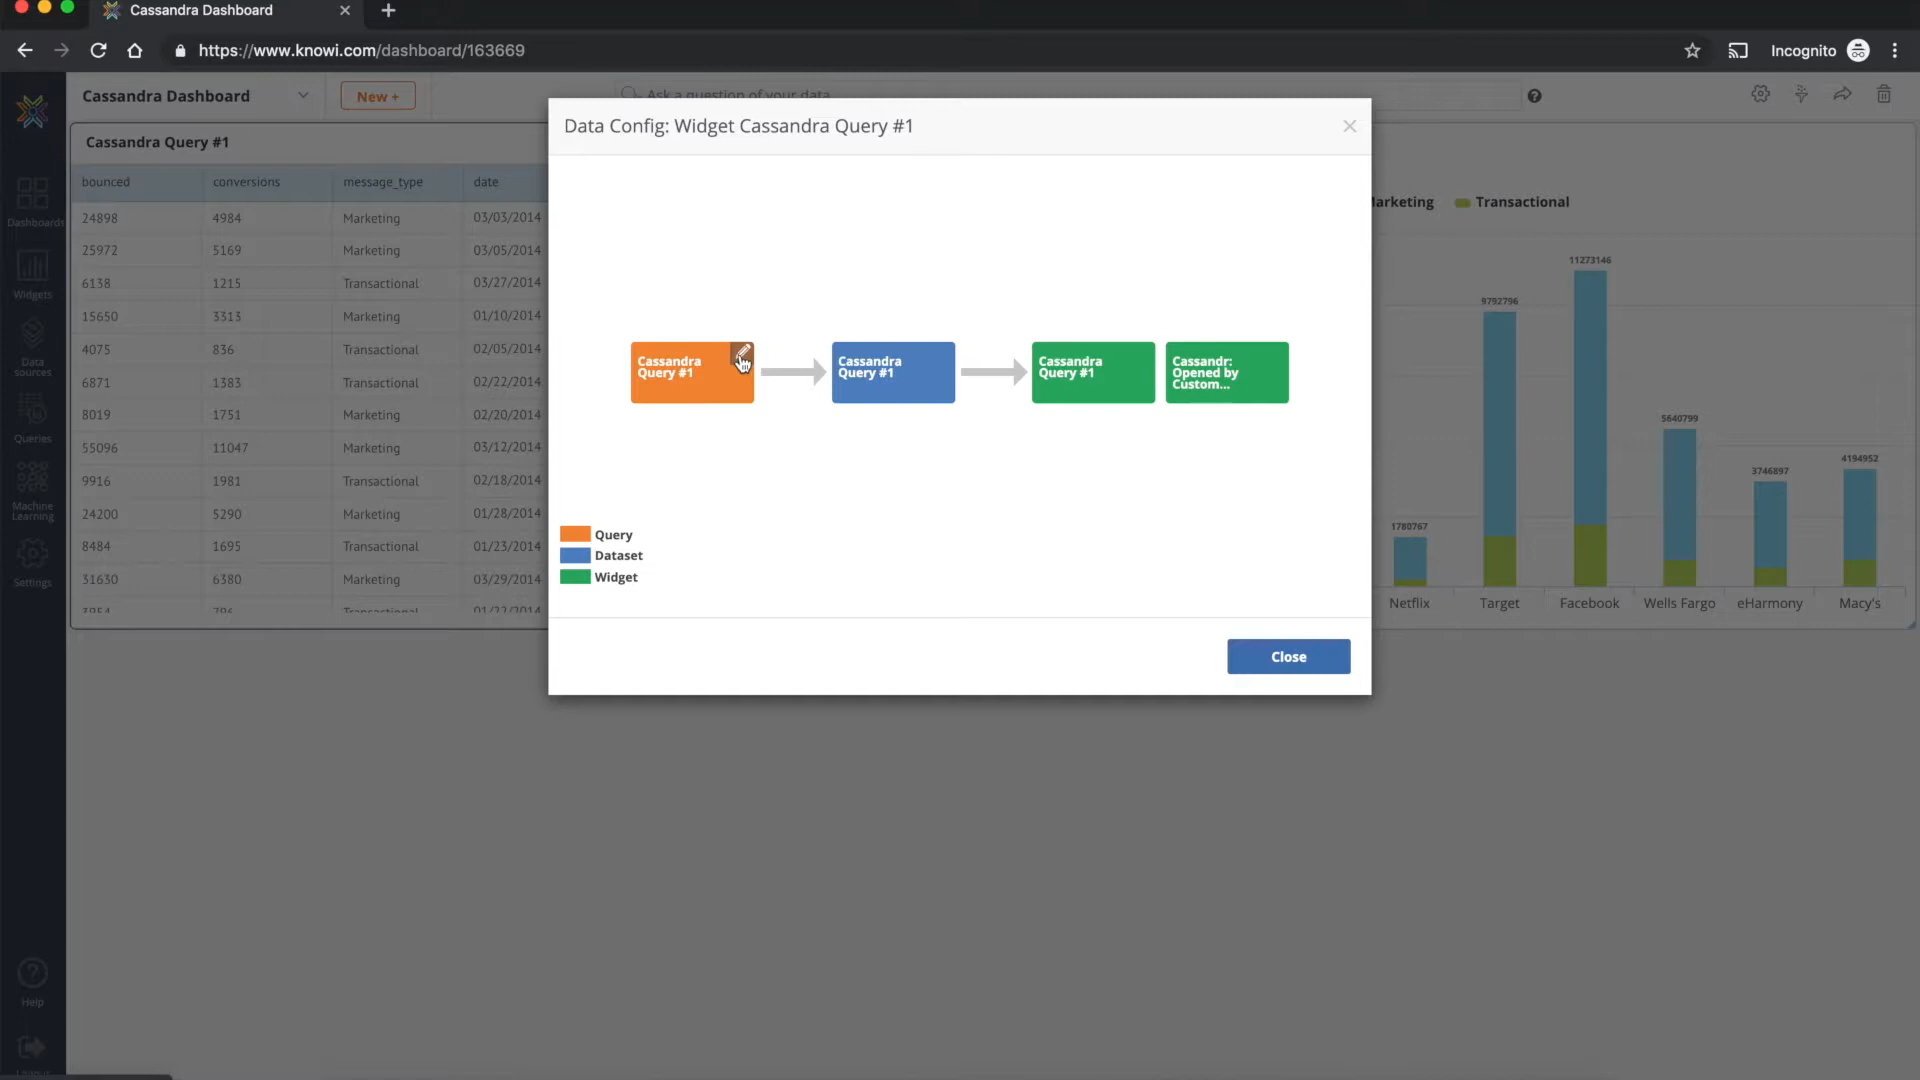 Cassandra Dashboard
https://www.knowi.com/dashboard/163669
Incognito
Cassandra Dashboard
New +
Ask a question of your data
Cassandra Query #1
bounced conversions message_type date
24898 4984 Marketing 03/03/2014
25972 5169 Marketing 03/05/2014
6138 1215 Transactional 03/27/2014
15650 3313 Marketing 01/10/2014
4075 836 Transactional 02/05/2014
6871 1383 Transactional 02/22/2014
8019 1751 Marketing 02/20/2014
55096 11047 Marketing 03/12/2014
9916 1981 Transactional 02/18/2014
24200 5290 Marketing 01/28/2014
8484 1695 Transactional 01/23/2014
31630 6380 Marketing 03/29/2014
Transactional
Dashboards
Widgets
Data
sources
Queries
Machine
Learning
Settings
Help
Data Config: Widget Cassandra Query #1
Cassandra
Query #1
Cassandra
Query #1
Cassandra
Query #1
Cassandr:
Opened by
Custom...
Query
Dataset
Widget
Close
arketing
Transactional
11273146
9792796
5640799
4194952
3746897
1780767
Netflix Target Facebook Wells Fargo eHarmony Macy's